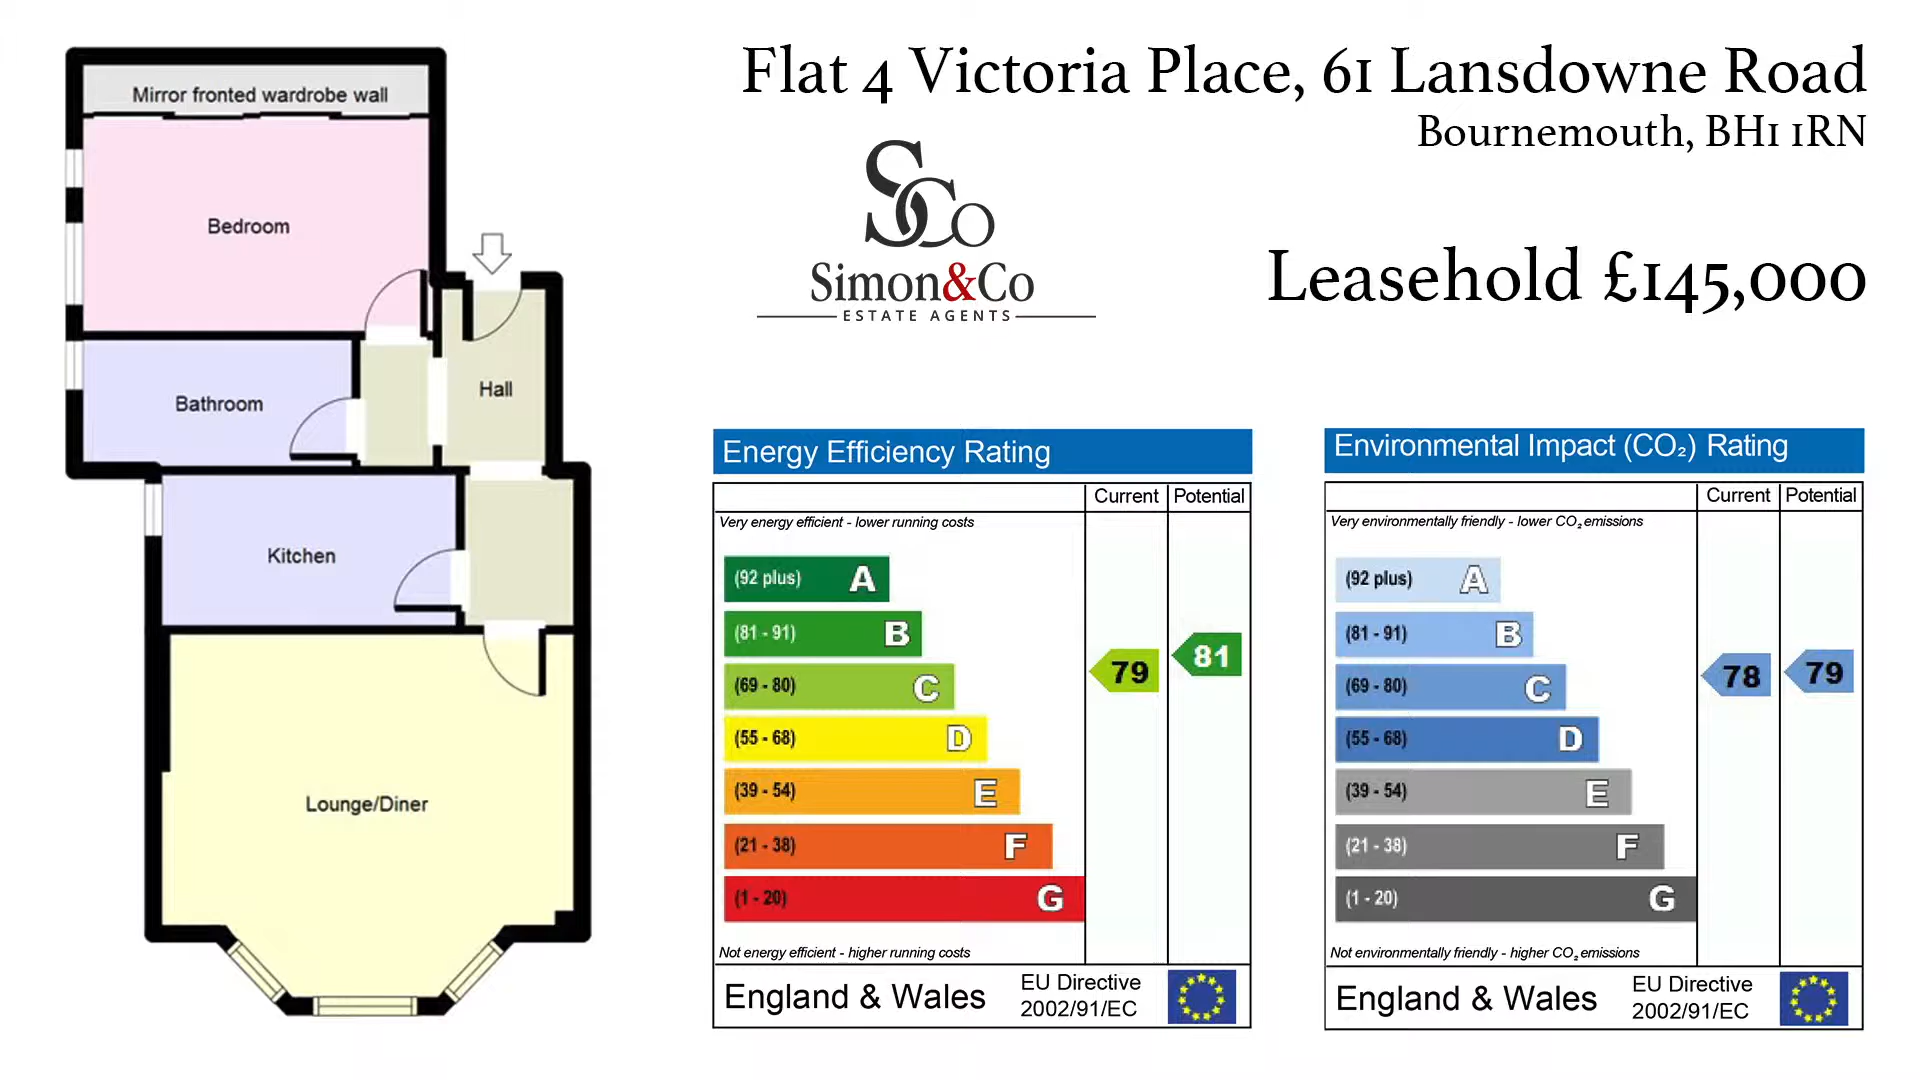 Flat 4 Victoria Place, 61 Lansdowne Road
Bournemouth, BH1 1RN
SCo
Simon&Co
ESTATE AGENTS
Leasehold £145,000
Mirror fronted wardrobe wall
Bedroom
Bathroom
Hall
Kitchen
Lounge/Diner
Energy Efficiency Rating
Current Potential
Very energy efficient - lower running costs
(92 plus) A
(81 - 91) B
(69 - 80) C
(55 - 68) D
(39 - 54) E
(21 - 38) F
(1 - 20) G
79
81
Not energy efficient - higher running costs
England & Wales
EU Directive
2002/91/EC
Environmental Impact (CO₂) Rating
Current Potential
Very environmentally friendly - lower CO₂ emissions
(92 plus) A
(81 - 91) B
(69 - 80) C
(55 - 68) D
(39 - 54) E
(21 - 38) F
(1 - 20) G
78
79
Not environmentally friendly - higher CO₂ emissions
England & Wales
EU Directive
2002/91/EC